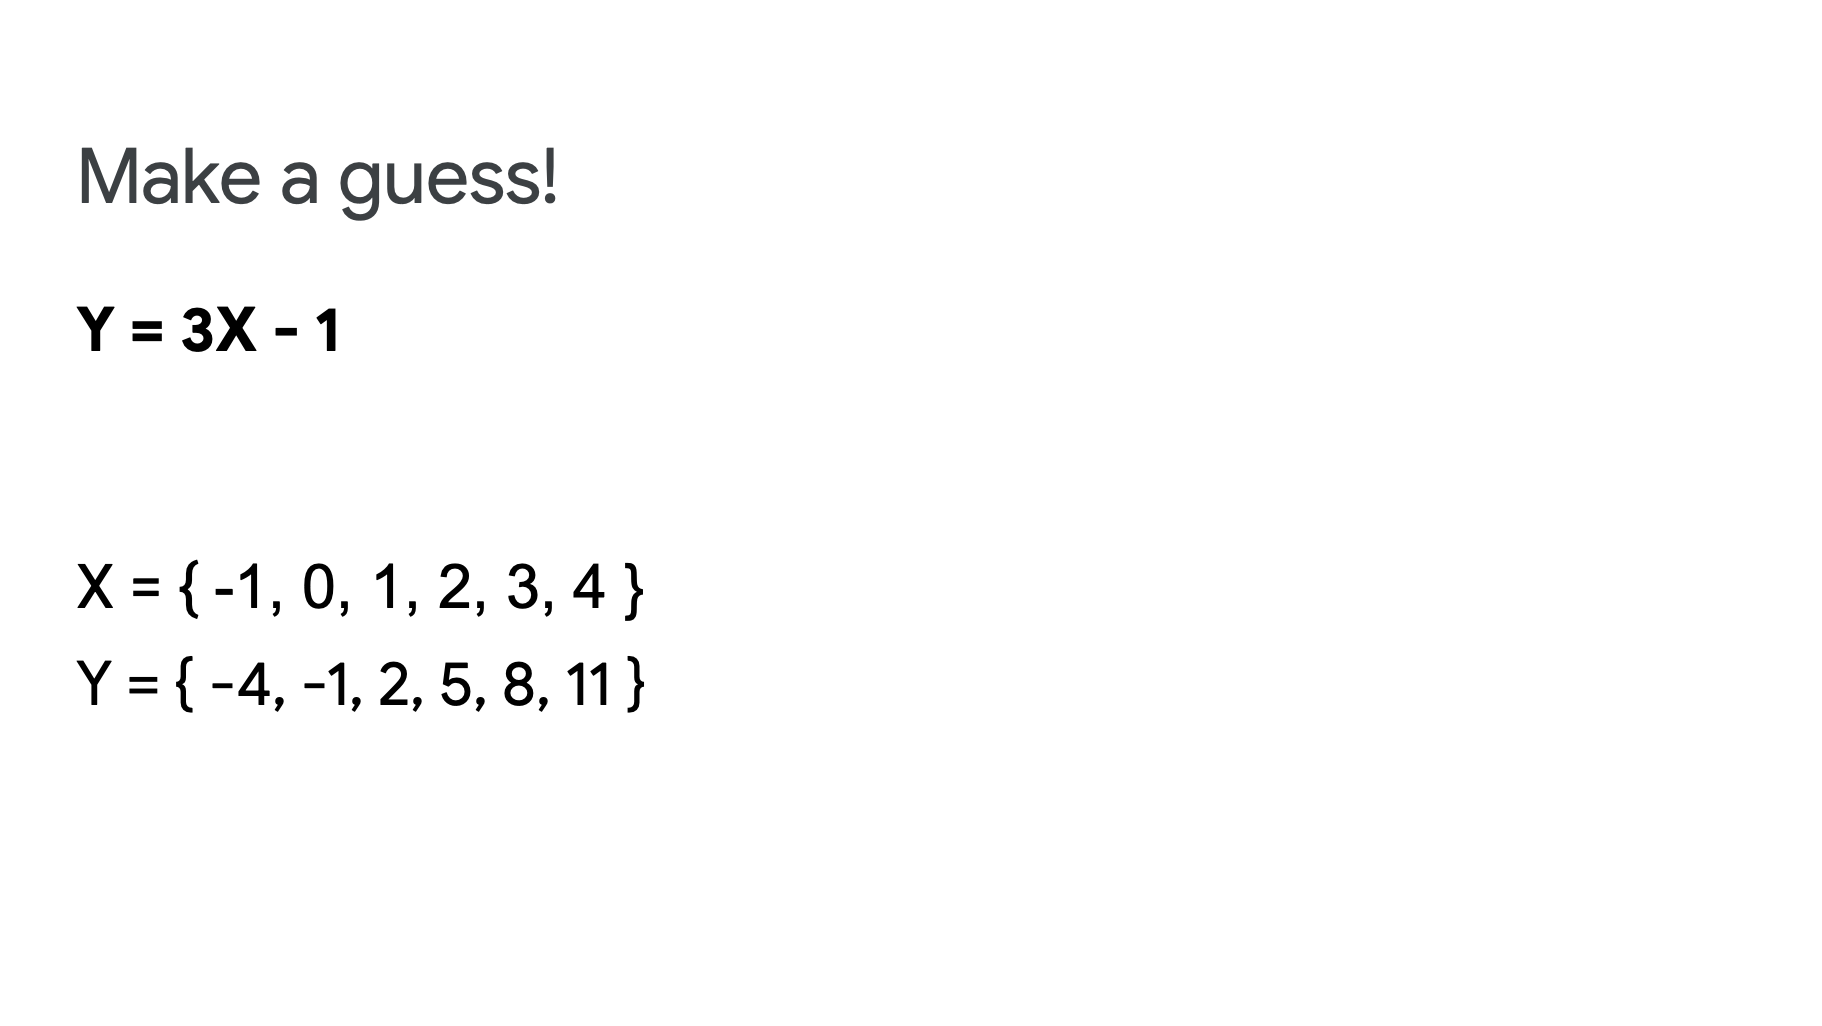 Make a guess!
Y = 3X - 1
X = { -1, 0, 1, 2, 3, 4 }
Y = { -4, -1, 2, 5, 8, 11 }